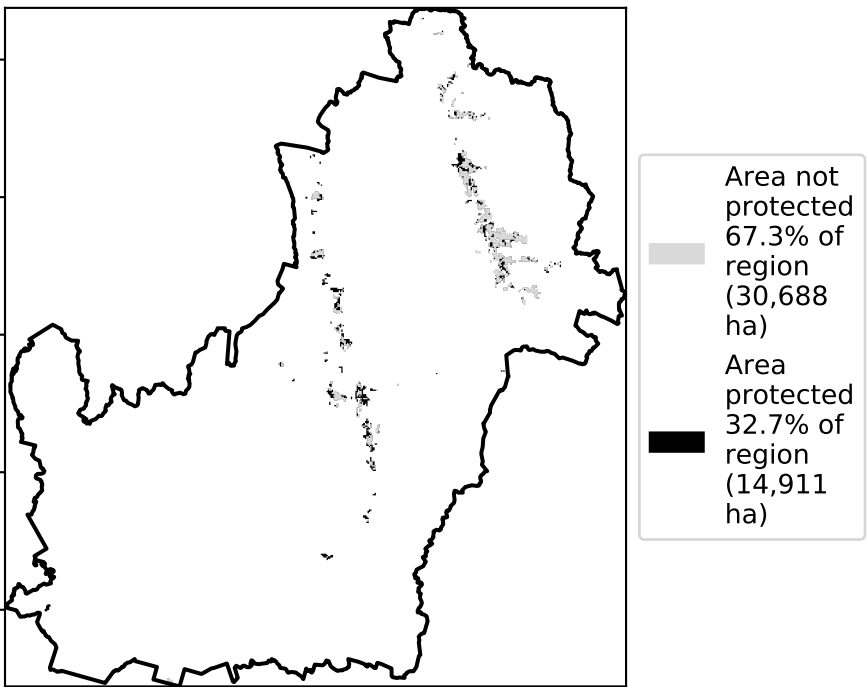 Area not
protected
67.3% of
region
(30,688
ha)
Area
protected
32.7% of
region
(14,911
ha)